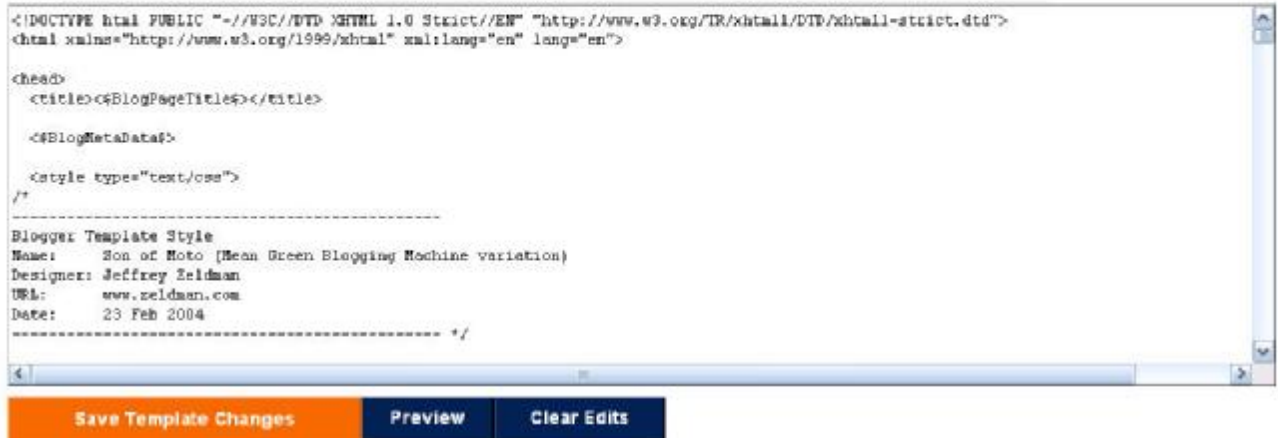 <!DOCTYPE html PUBLIC "-//W3C//DTD XHTML 1.0 Strict//EN" "http://www.w3.org/TR/xhtml1/DTD/xhtml1-strict.dtd">
<html xmlns="http://www.w3.org/1999/xhtml" xml:lang="en" lang="en">
<head>
<title><$BlogPageTitle$></title>
<$BlogMetaData$>
<style type="text/css">
/*
-----------------------------------------------
Blogger Template Style
Name: Son of Moto (Mean Green Blogging Machine variation)
Designer: Jeffrey Zeldman
URL: www.zeldman.com
Date: 23 Feb 2004
----------------------------------------------- */
Save Template Changes Preview Clear Edits